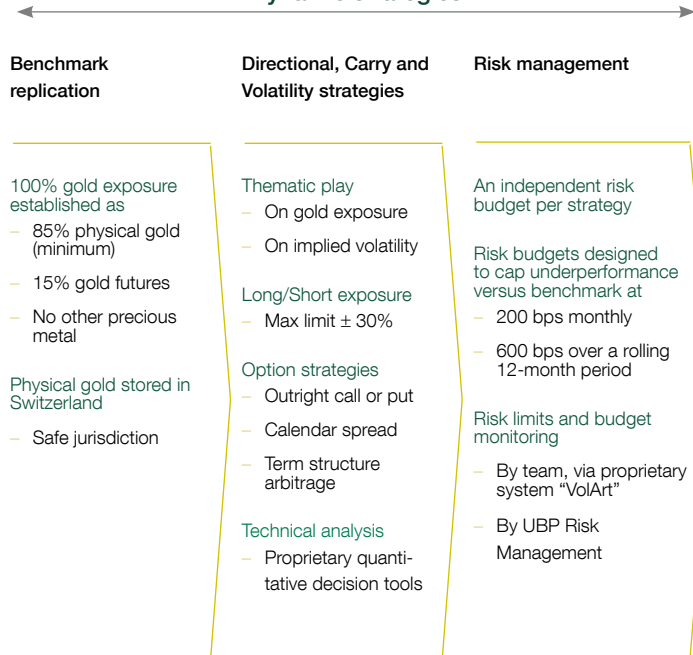 Benchmark
replication
100% gold exposure
established as
– 85% physical gold
(minimum)
– 15% gold futures
– No other precious
metal
Physical gold stored in
Switzerland
– Safe jurisdiction
Directional, Carry and
Volatility strategies
Thematic play
– On gold exposure
– On implied volatility
Long/Short exposure
– Max limit ± 30%
Option strategies
– Outright call or put
– Calendar spread
– Term structure
arbitrage
Technical analysis
– Proprietary quanti-
tative decision tools
Risk management
An independent risk
budget per strategy
Risk budgets designed
to cap underperformance
versus benchmark at
– 200 bps monthly
– 600 bps over a rolling
12-month period
Risk limits and budget
monitoring
– By team, via proprietary
system “VolArt”
– By UBP Risk
Management